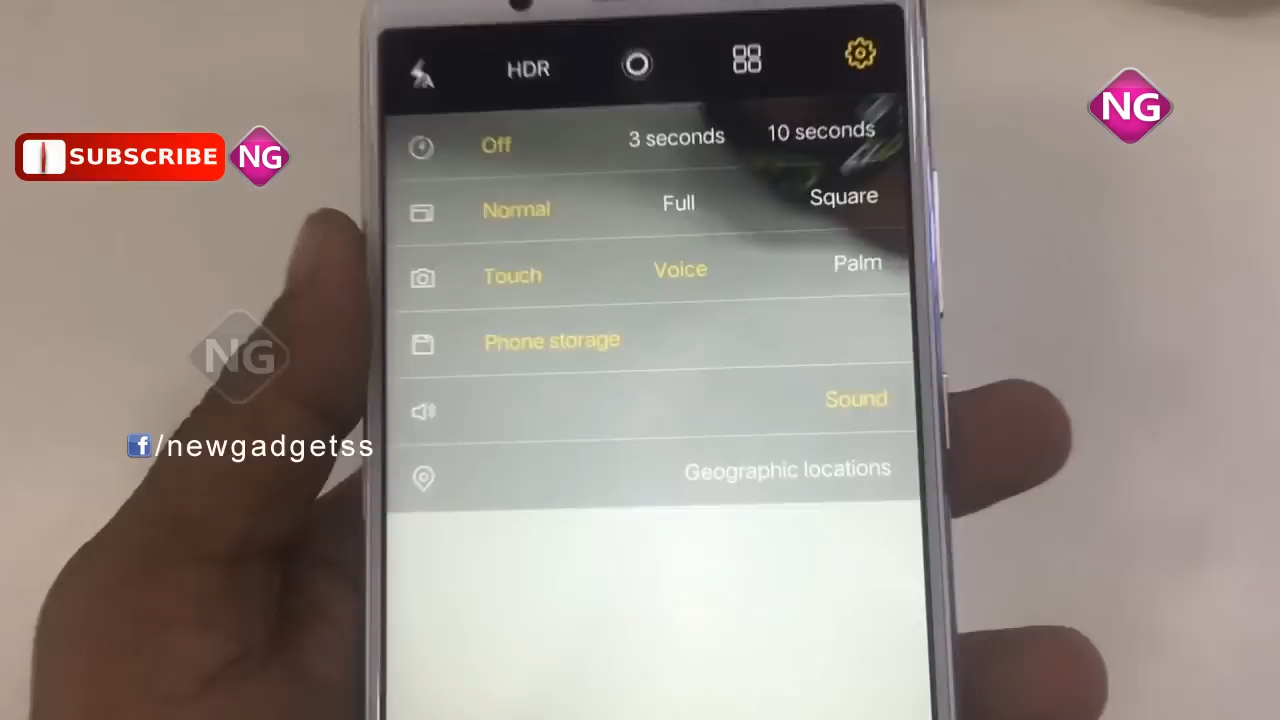 HDR
NG
Off 3 seconds 10 seconds
SUBSCRIBE NG
Normal Full Square
Touch Voice Palm
NG
Phone storage
Sound
f/newgadgetss
Geographic locations